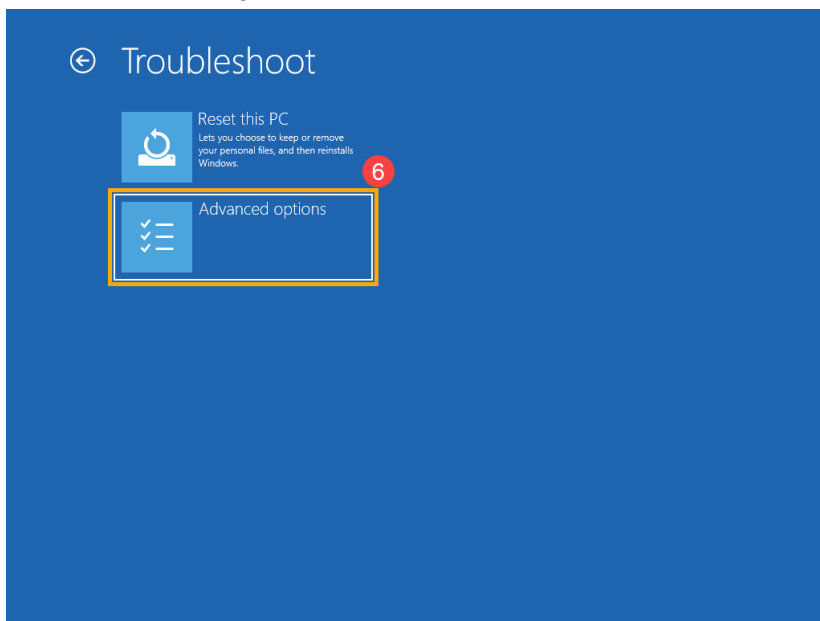 Troubleshoot
Reset this PC
Lets you choose to keep or remove
your personal files, and then reinstalls
Windows.
6
Advanced options